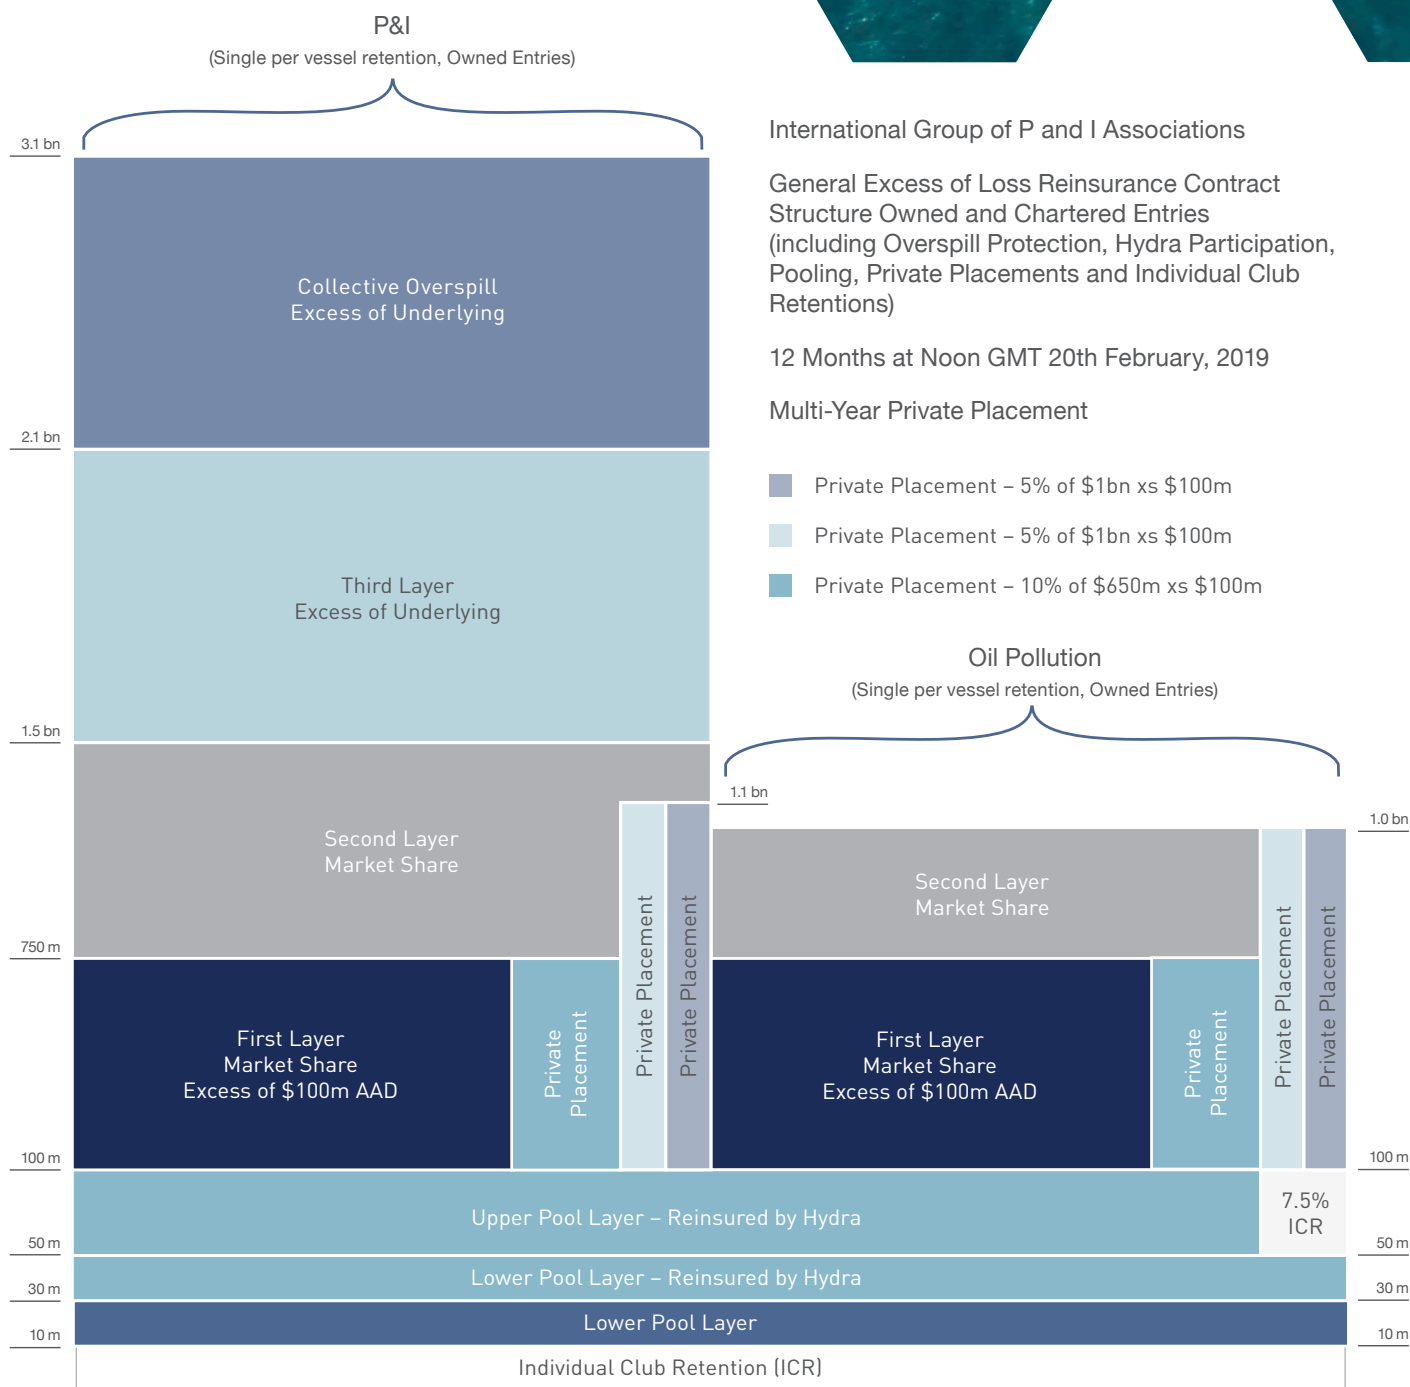 P&I
(Single per vessel retention, Owned Entries)
International Group of P and I Associations
General Excess of Loss Reinsurance Contract
Structure Owned and Chartered Entries
(including Overspill Protection, Hydra Participation,
Pooling, Private Placements and Individual Club
Retentions)
12 Months at Noon GMT 20th February, 2019
Multi-Year Private Placement
Private Placement – 5% of $1bn xs $100m
Private Placement – 5% of $1bn xs $100m
Private Placement – 10% of $650m xs $100m
3.1 bn
Collective Overspill
Excess of Underlying
2.1 bn
Third Layer
Excess of Underlying
1.5 bn
Second Layer
Market Share
750 m
First Layer
Market Share
Excess of $100m AAD
Private
Placement
Private Placement
Private Placement
Oil Pollution
(Single per vessel retention, Owned Entries)
1.1 bn
1.0 bn
Second Layer
Market Share
First Layer
Market Share
Excess of $100m AAD
Private
Placement
Private Placement
Private Placement
100 m
100 m
Upper Pool Layer – Reinsured by Hydra
7.5%
ICR
50 m
50 m
Lower Pool Layer – Reinsured by Hydra
30 m
30 m
Lower Pool Layer
10 m
10 m
Individual Club Retention (ICR)